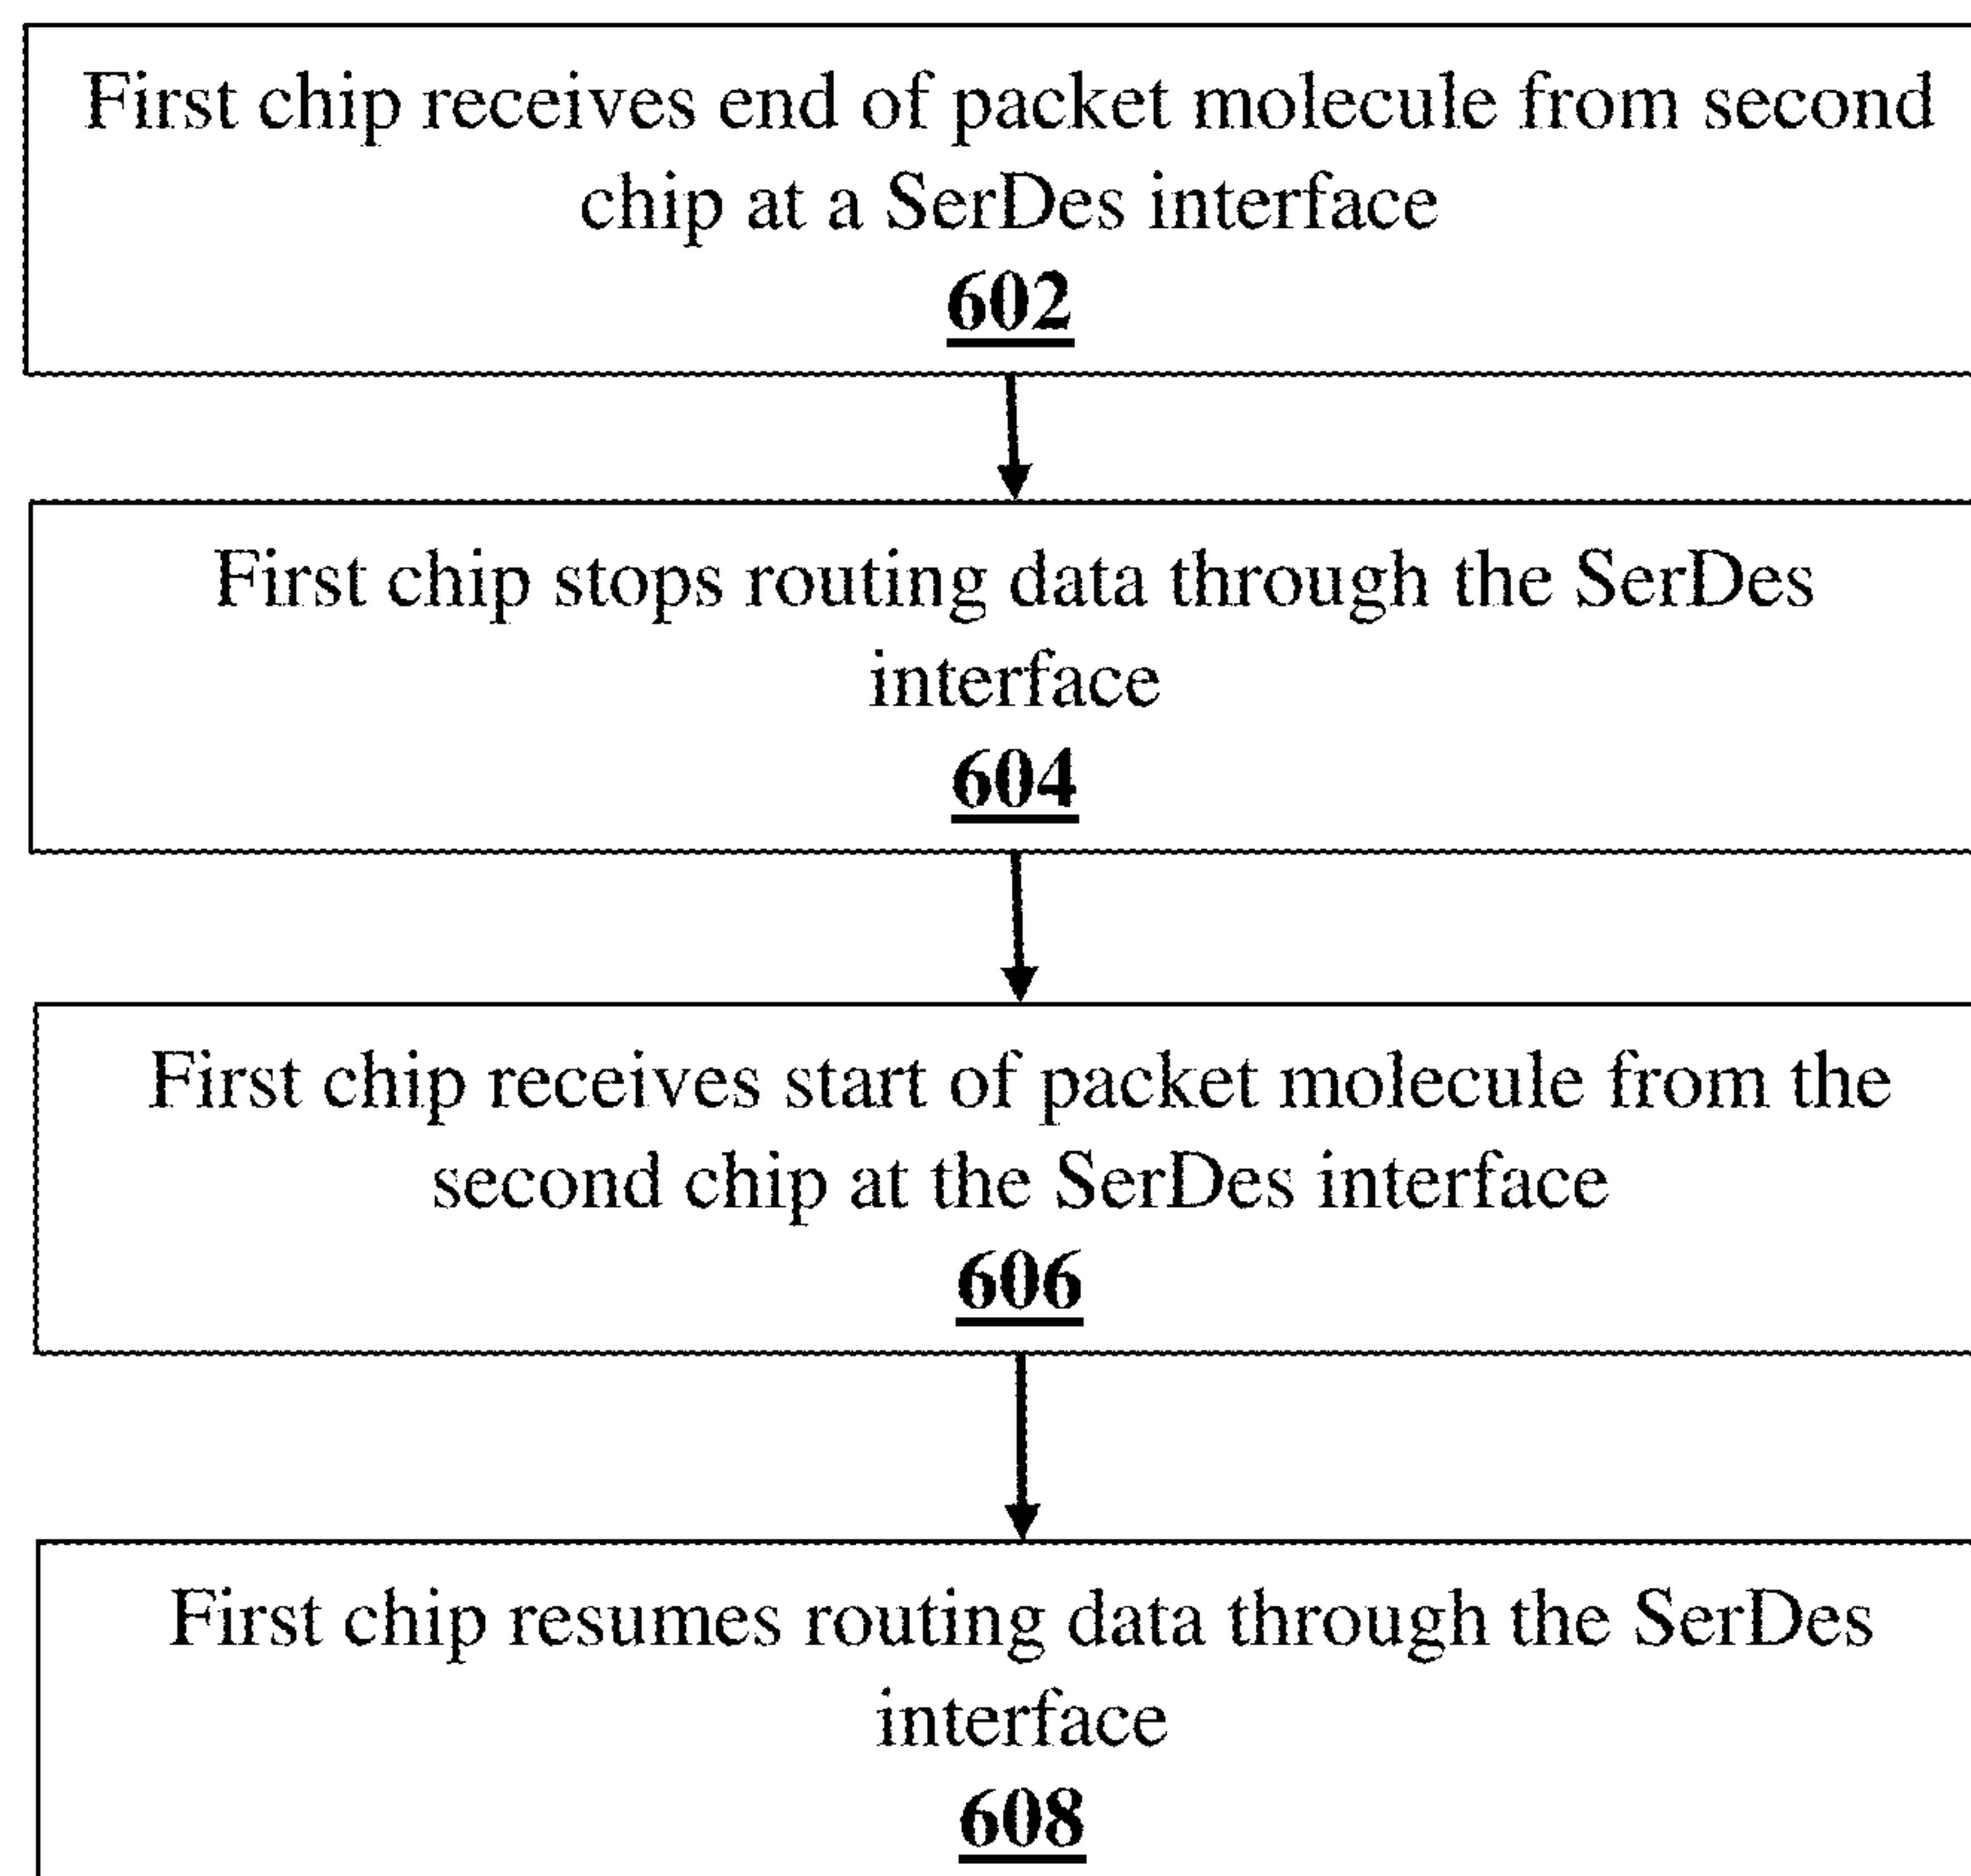 First chip receives end of packet molecule from second
chip at a SerDes interface
602
First chip stops routing data through the SerDes
interface
604
First chip receives start of packet molecule from the
second chip at the SerDes interface
606
First chip resumes routing data through the SerDes
interface
608